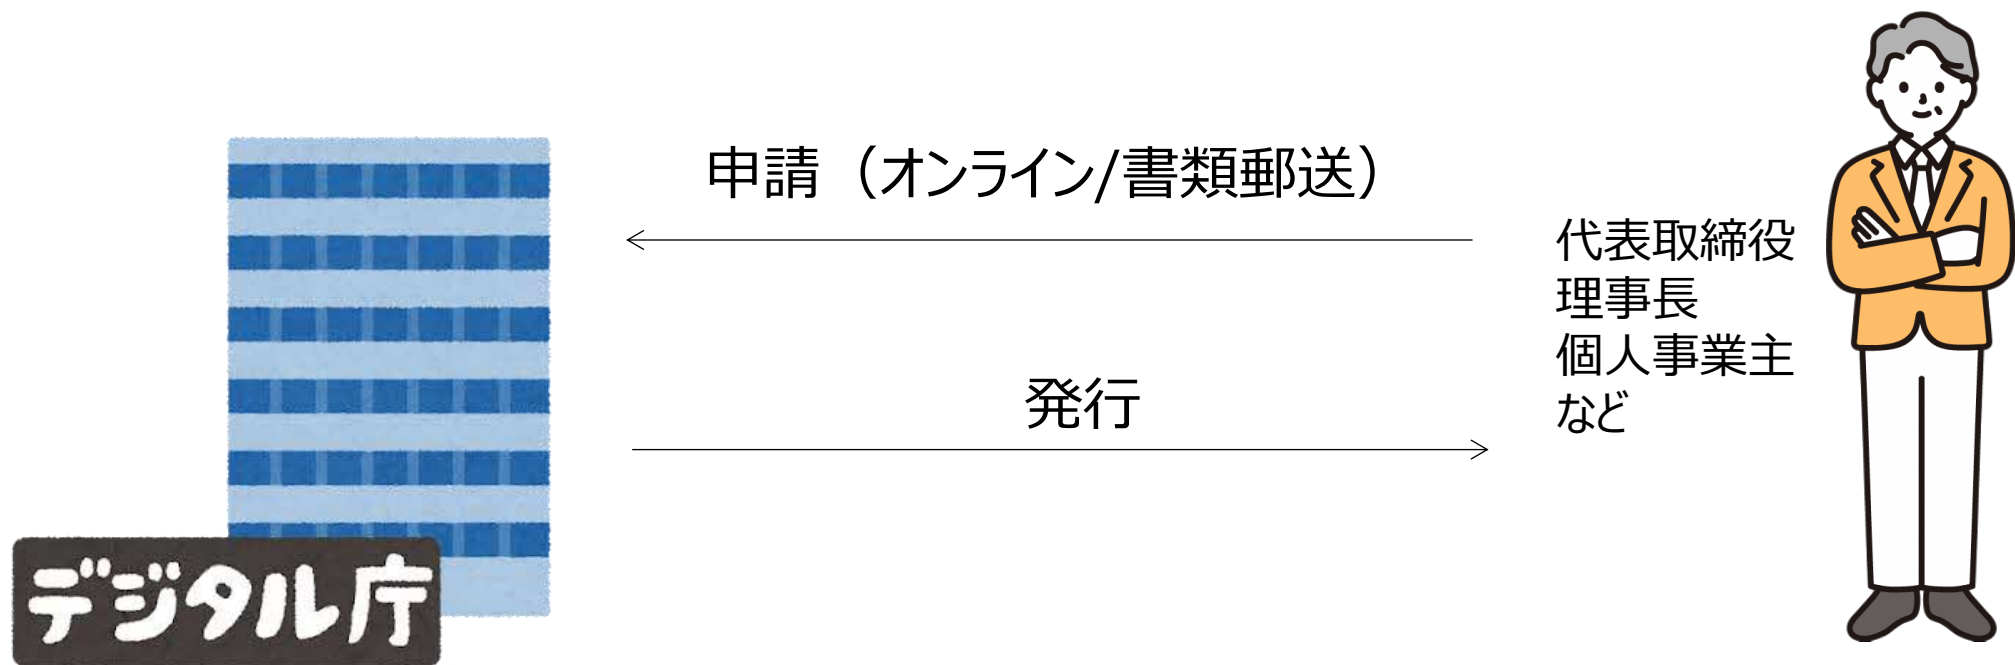 申請（オンライン/書類郵送）
代表取締役
理事長
個人事業主
など
発行
デジタル庁